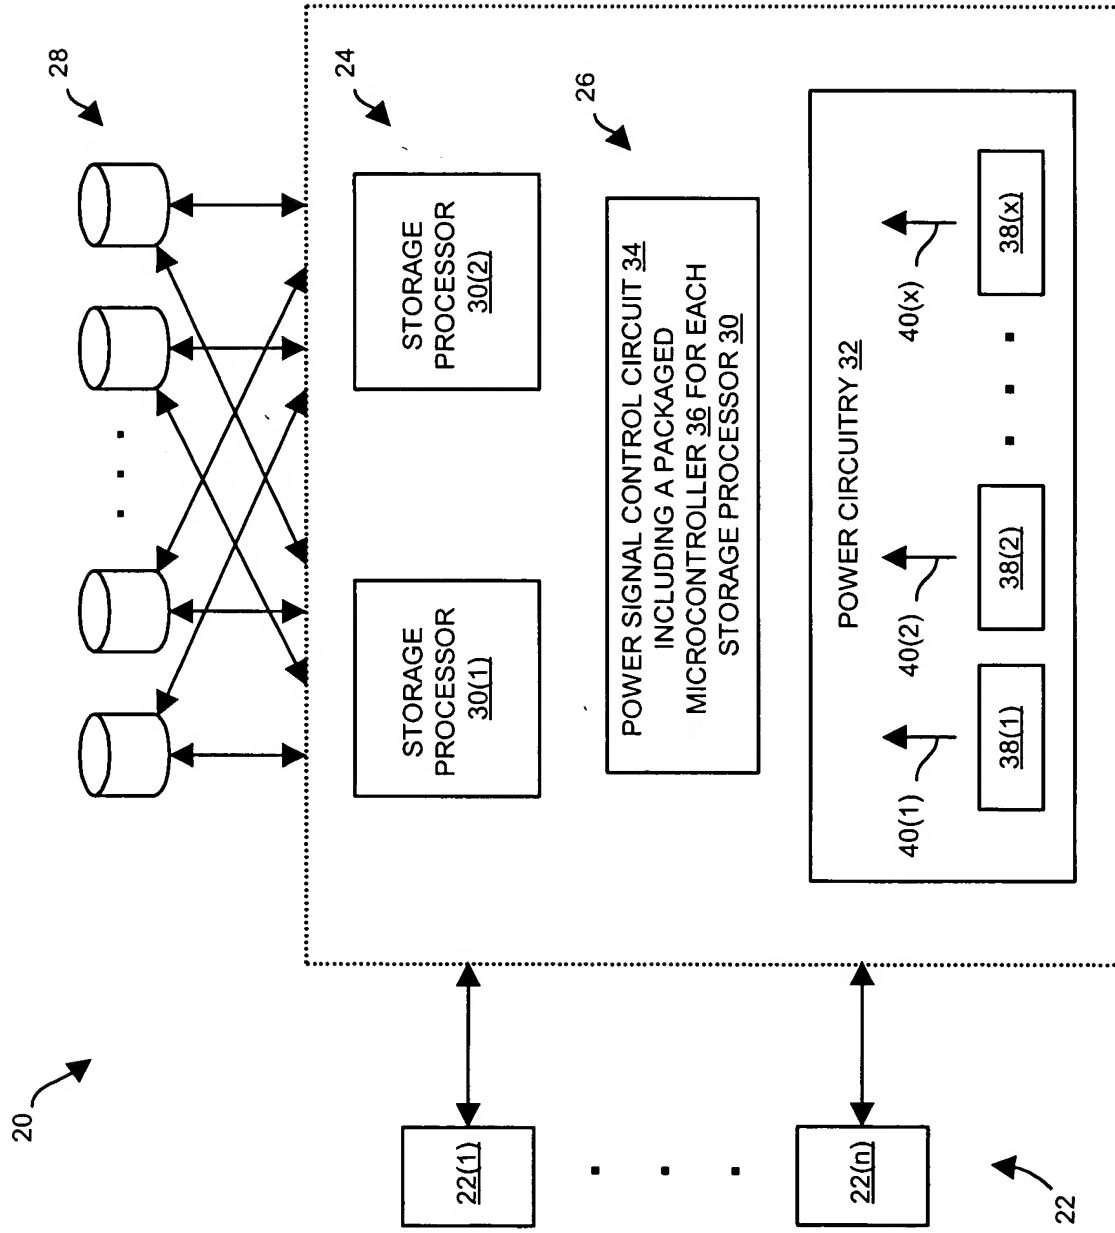 20
28
24
STORAGE
PROCESSOR
30(1)
STORAGE
PROCESSOR
30(2)
26
POWER SIGNAL CONTROL CIRCUIT 34
INCLUDING A PACKAGED
MICROCONTROLLER 36 FOR EACH
STORAGE PROCESSOR 30
POWER CIRCUITRY 32
40(1)
40(2)
40(x)
38(1)
38(2)
38(x)
22(1)
22(n)
22